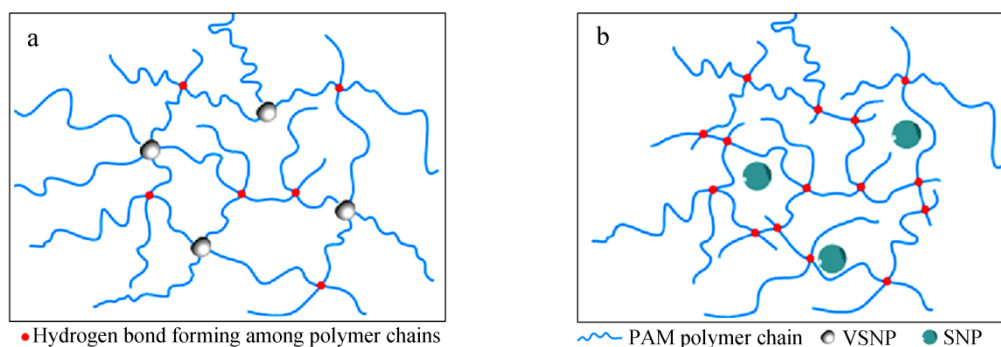 a
b
Hydrogen bond forming among polymer chains
PAM polymer chain VSNP SNP